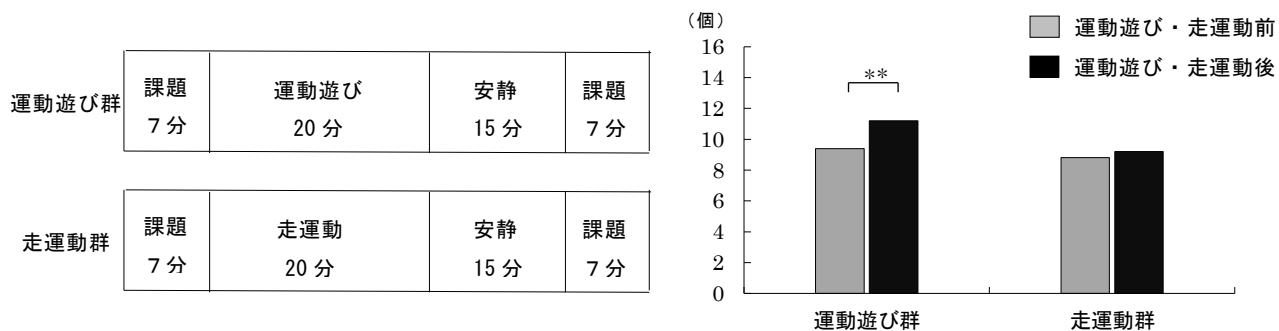 運動遊び群
課題
7分
運動遊び
20分
安静
15分
課題
7分
走運動群
課題
7分
走運動
20分
安静
15分
課題
7分
（個）
運動遊び・走運動前
運動遊び・走運動後
16
14
12
10
8
6
4
2
0
**
運動遊び群
走運動群